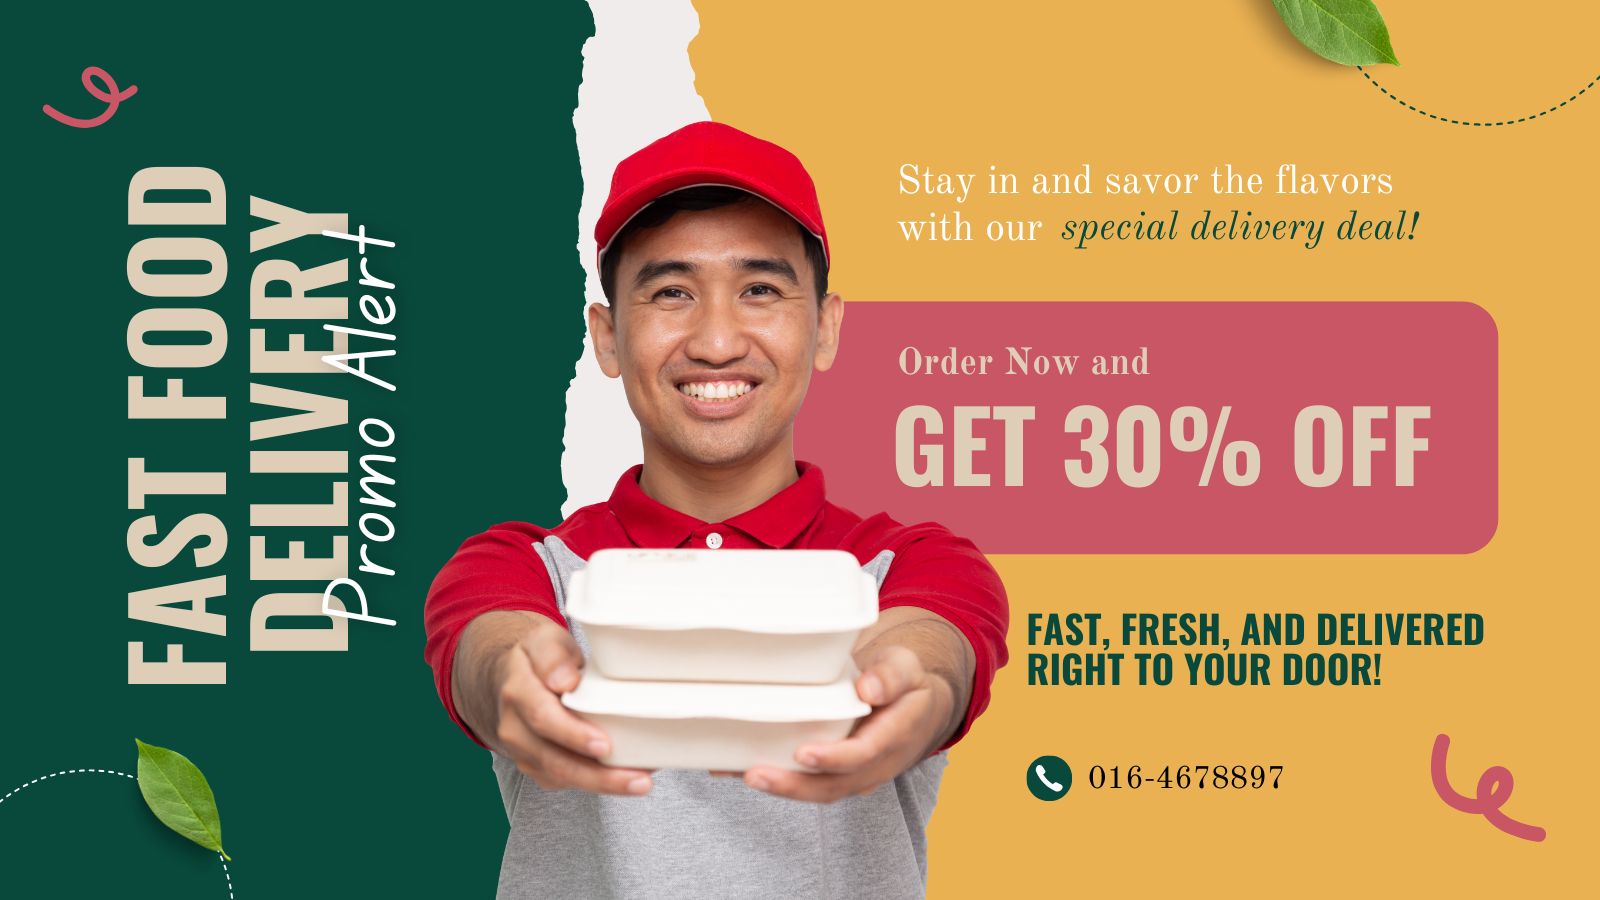 FAST FOOD
DELIVERY
Promo Alert
Stay in and savor the flavors
with our special delivery deal!
Order Now and
GET 30% OFF
FAST, FRESH, AND DELIVERED
RIGHT TO YOUR DOOR!
016-4678897